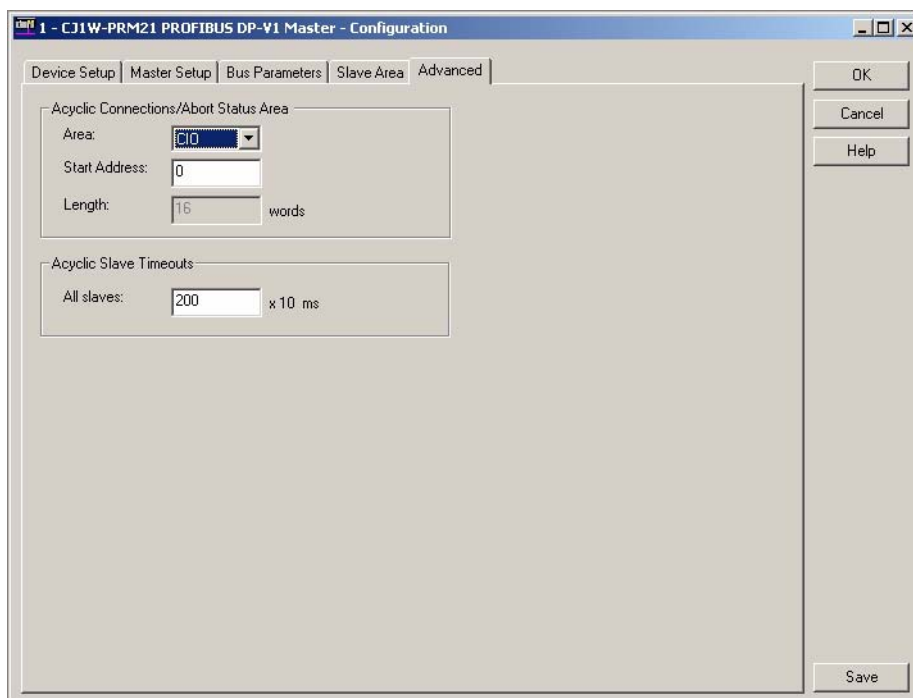 1 - CJ1W-PRM21 PROFIBUS DP-V1 Master - Configuration
Device Setup Master Setup Bus Parameters Slave Area Advanced
OK
Cancel
Help
Acyclic Connections/Abort Status Area
Area: CIO
Start Address: 0
Length: 16 words
Acyclic Slave Timeouts
All slaves: 200 x 10 ms
Save